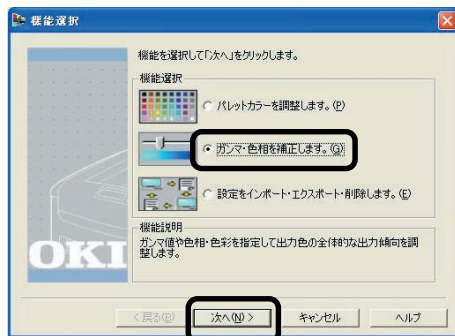 機能選択
機能を選択して「次へ」をクリックします。
機能選択
パレットカラーを調整します。(P)
ガンマ・色相を補正します。(G)
設定をインポート・エクスポート・削除します。(E)
機能説明
ガンマ値や色相・色彩を指定して出力色の全体的な出力傾向を調整します。
OKI
< 戻る(B)
次へ(N) >
キャンセル
ヘルプ